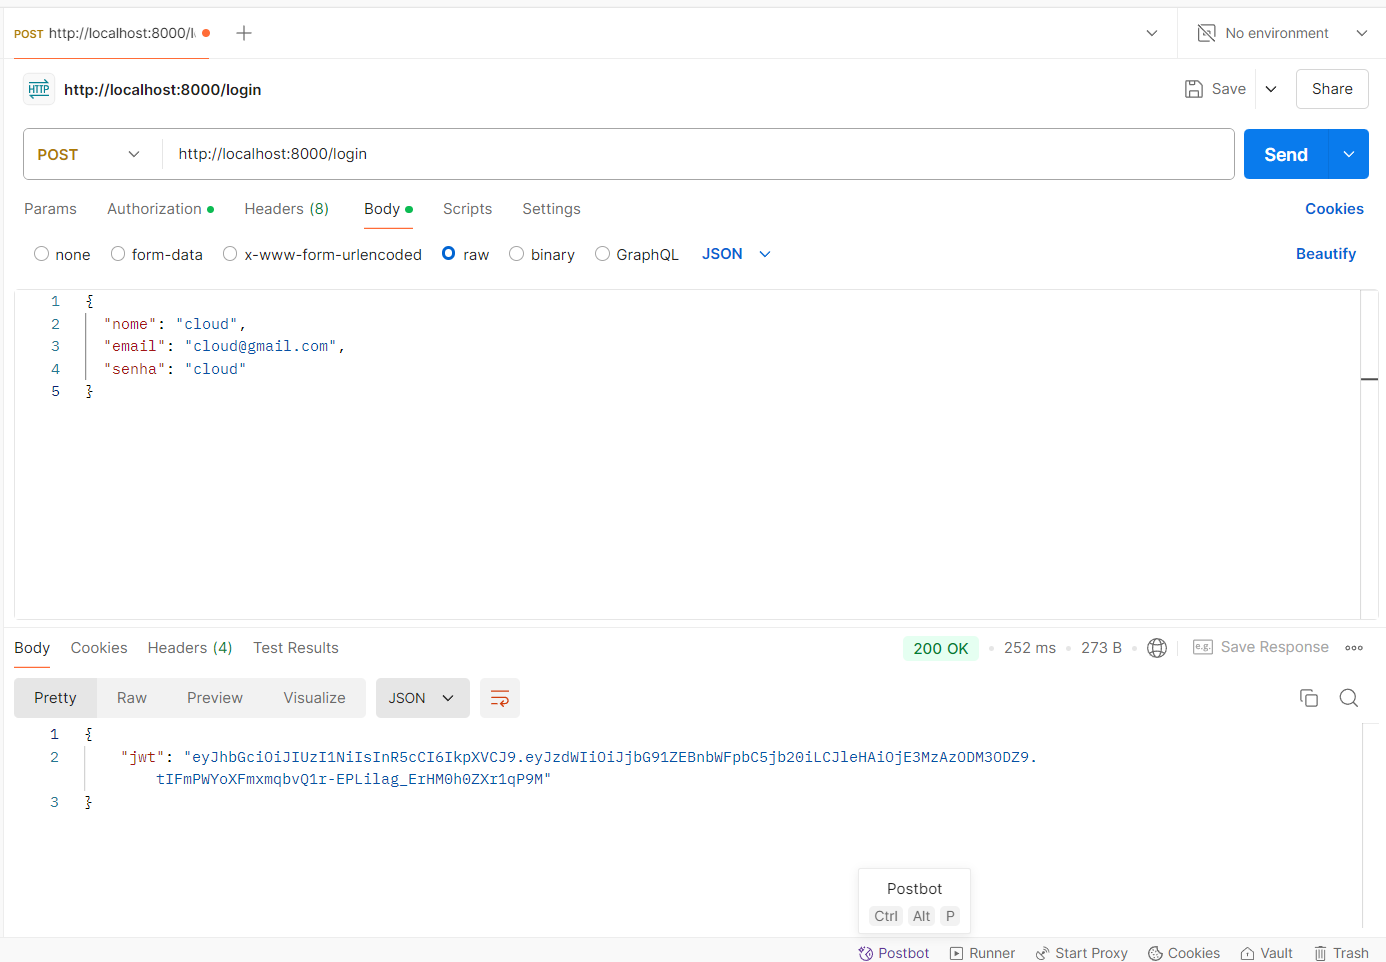 POST http://localhost:8000/l
No environment
HTTP http://localhost:8000/login
Save
Share
POST http://localhost:8000/login
Send
Params Authorization Headers (8) Body Scripts Settings
Cookies
none form-data x-www-form-urlencoded raw binary GraphQL JSON
Beautify
1 {
2 "nome": "cloud",
3 "email": "cloud@gmail.com",
4 "senha": "cloud"
5 }
Body Cookies Headers (4) Test Results
200 OK 252 ms 273 B e.g. Save Response
Pretty Raw Preview Visualize JSON
1 {
2 "jwt": "eyJhbGciOiJIUzI1NiIsInR5cCI6IkpXVCJ9.eyJzdWIiOiJjbG91ZEBnbWFpbC5jb20iLCJleHAiOjE3MzAzODM3ODZ9.
tIFmPWYoXFmxmqbvQ1r-EPLilag_ErHM0h0ZXr1qP9M"
3 }
Postbot
Ctrl Alt P
Postbot Runner Start Proxy Cookies Vault Trash